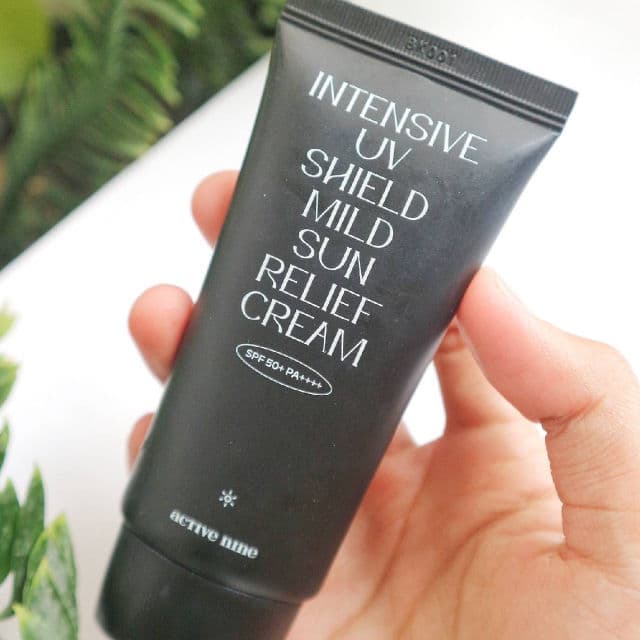 INTENSIVE
UV
SHIELD
MILD
SUN
RELIEF
CREAM
SPF 50+ PA++++
active nine